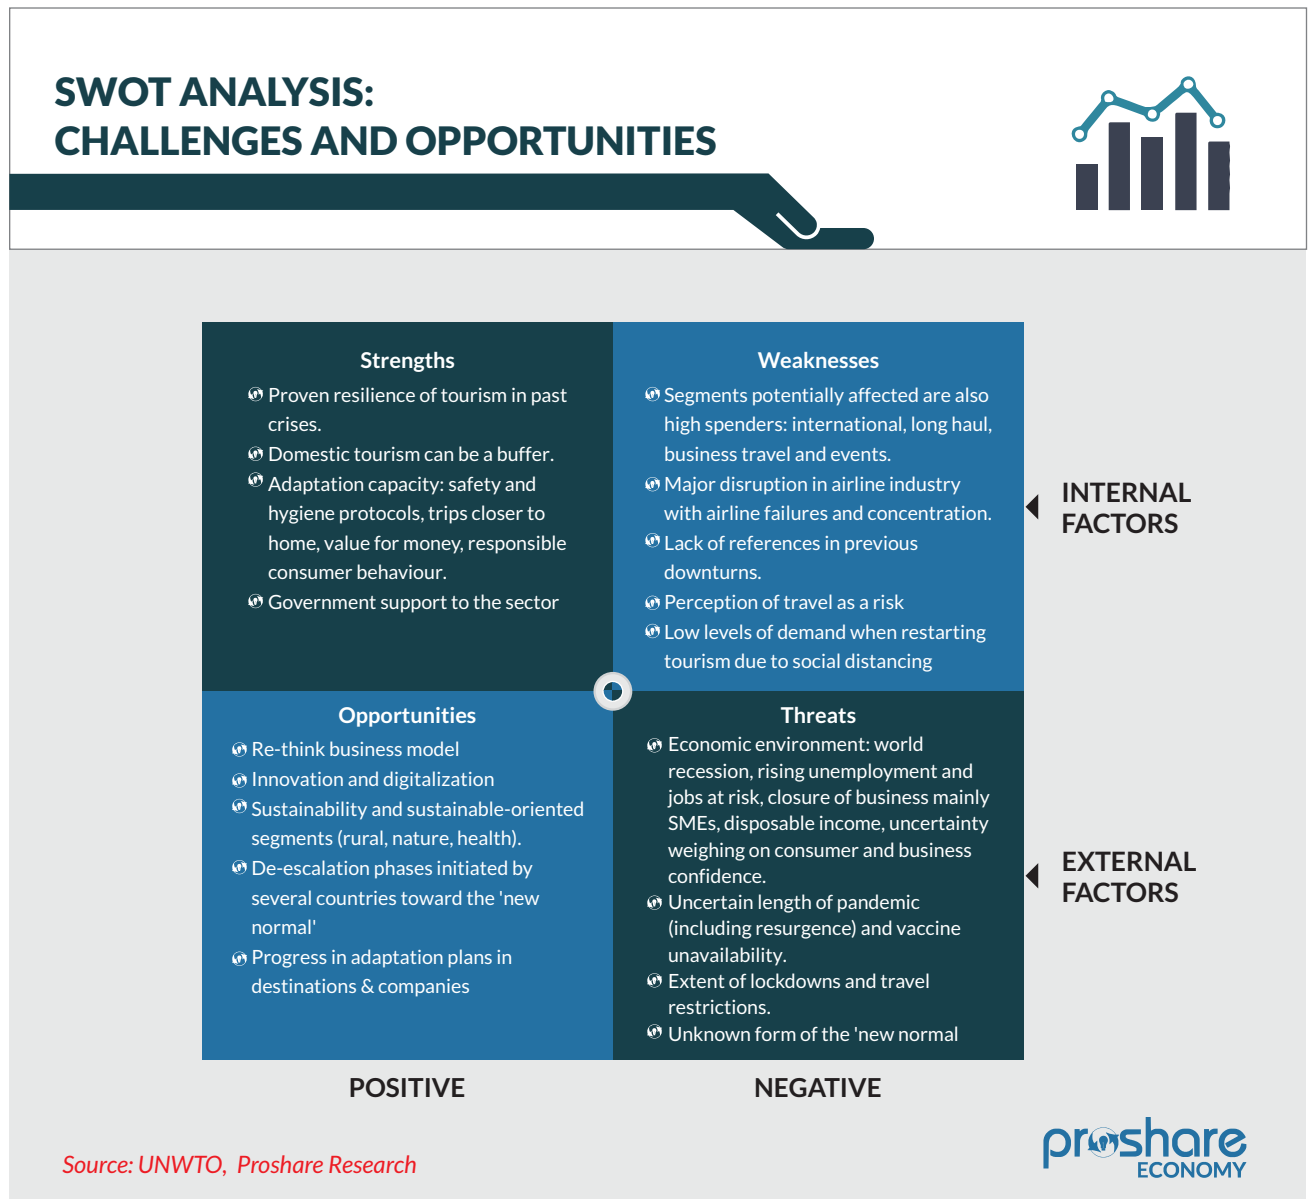 SWOT ANALYSIS:
CHALLENGES AND OPPORTUNITIES
Strengths
Proven resilience of tourism in past
crises.
Domestic tourism can be a buffer.
Adaptation capacity: safety and
hygiene protocols, trips closer to
home, value for money, responsible
consumer behaviour.
Government support to the sector
Weaknesses
Segments potentially affected are also
high spenders: international, long haul,
business travel and events.
Major disruption in airline industry
with airline failures and concentration.
Lack of references in previous
downturns.
Perception of travel as a risk
Low levels of demand when restarting
tourism due to social distancing
INTERNAL
FACTORS
Opportunities
Re-think business model
Innovation and digitalization
Sustainability and sustainable-oriented
segments (rural, nature, health).
De-escalation phases initiated by
several countries toward the 'new
normal'
Progress in adaptation plans in
destinations & companies
Threats
Economic environment: world
recession, rising unemployment and
jobs at risk, closure of business mainly
SMEs, disposable income, uncertainty
weighing on consumer and business
confidence.
Uncertain length of pandemic
(including resurgence) and vaccine
unavailability.
Extent of lockdowns and travel
restrictions.
Unknown form of the 'new normal
EXTERNAL
FACTORS
POSITIVE
NEGATIVE
Source: UNWTO, Proshare Research
proshare
ECONOMY